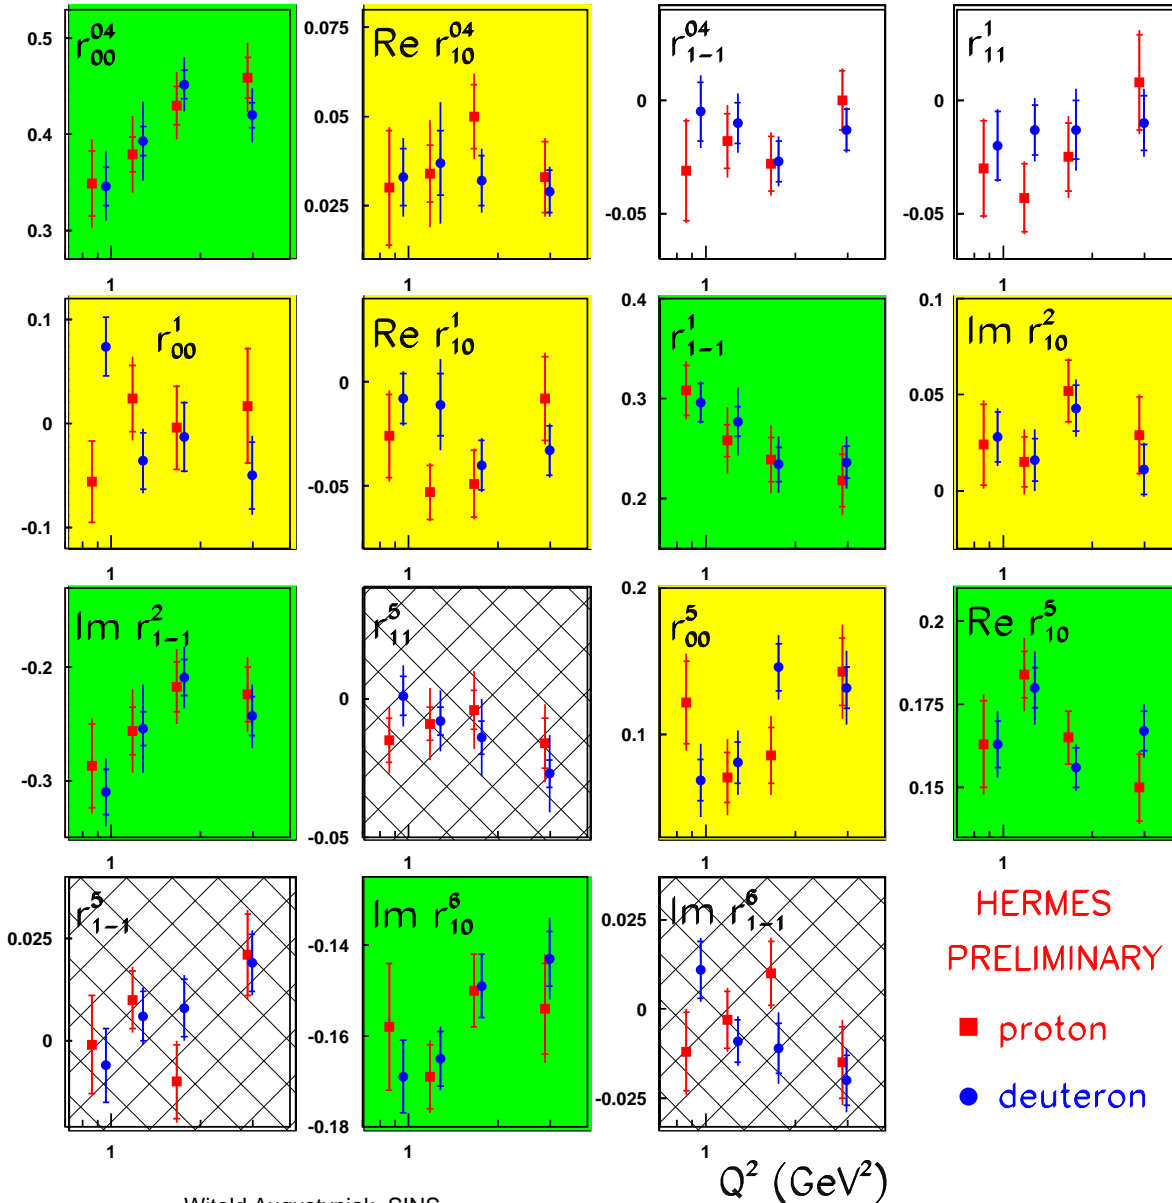 r^04_00
Re r^04_10
r^04_1-1
r^1_11
0.5
0.4
0.3
1
0.075
0.05
0.025
1
0
-0.05
1
0
-0.05
1
r^1_00
Re r^1_10
r^1_1-1
Im r^2_10
0.1
0
-0.1
1
0
-0.05
1
0.4
0.3
0.2
1
0.1
0.05
0
1
Im r^2_1-1
r^5_11
r^5_00
Re r^5_10
-0.2
-0.3
1
0
-0.05
1
0.2
0.1
1
0.2
0.175
0.15
1
r^5_1-1
Im r^6_10
Im r^6_1-1
0.025
0
1
-0.14
-0.16
-0.18
1
0.025
0
-0.025
1
HERMES
PRELIMINARY
proton
deuteron
Q^2 (GeV^2)